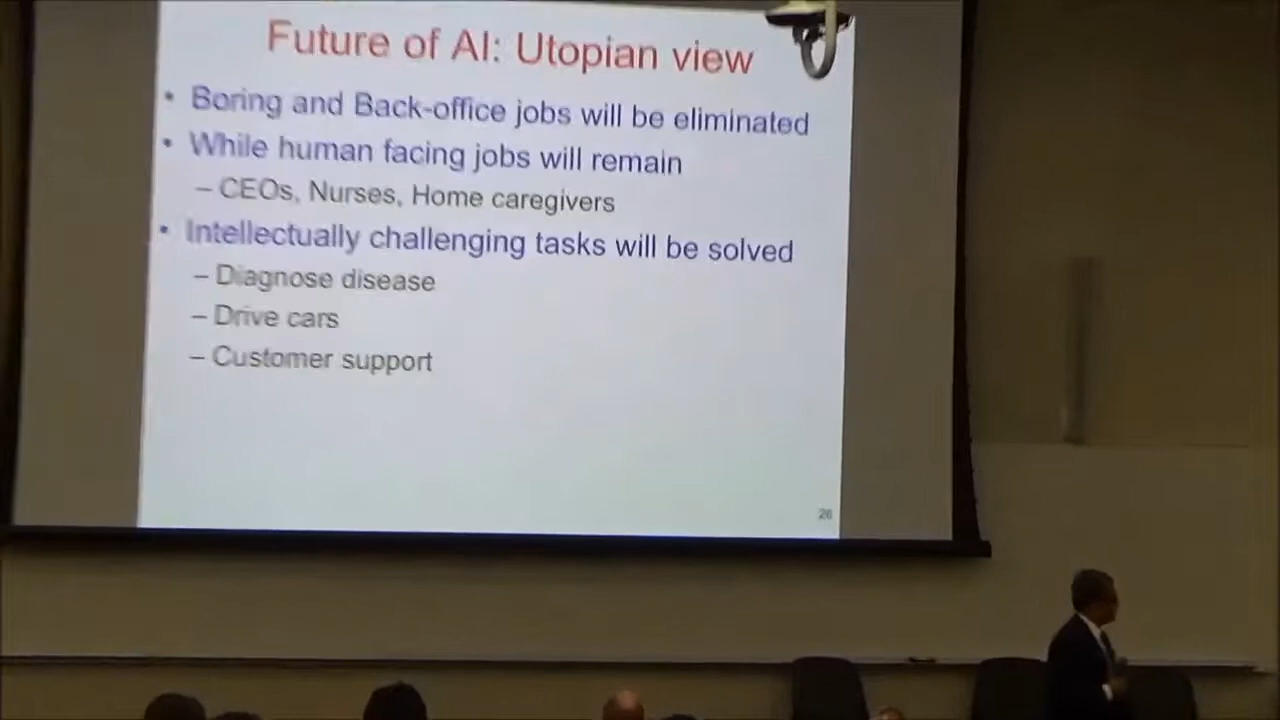 Future of AI: Utopian view
• Boring and Back-office jobs will be eliminated
• While human facing jobs will remain
– CEOs, Nurses, Home caregivers
• Intellectually challenging tasks will be solved
– Diagnose disease
– Drive cars
– Customer support
26